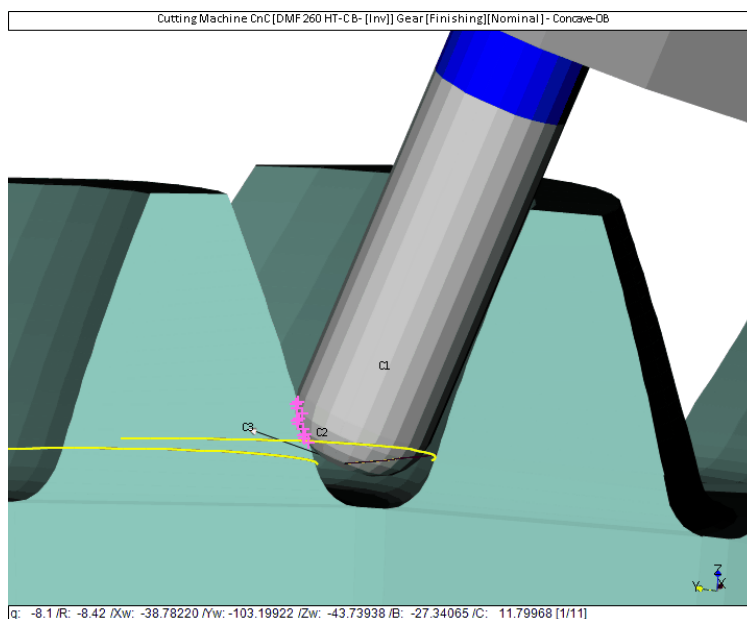 Cutting Machine CnC [DMF 260 HT-C B- [Inv]] Gear [Finishing][Nominal] - Concave-OB
C1
C3
C2
Z
Y
X
q: -8.1 /R: -8.42 /Xw: -38.78220 /Yw: -103.19922 /Zw: -43.73938 /B: -27.34065 /C: 11.79968 [1/11]